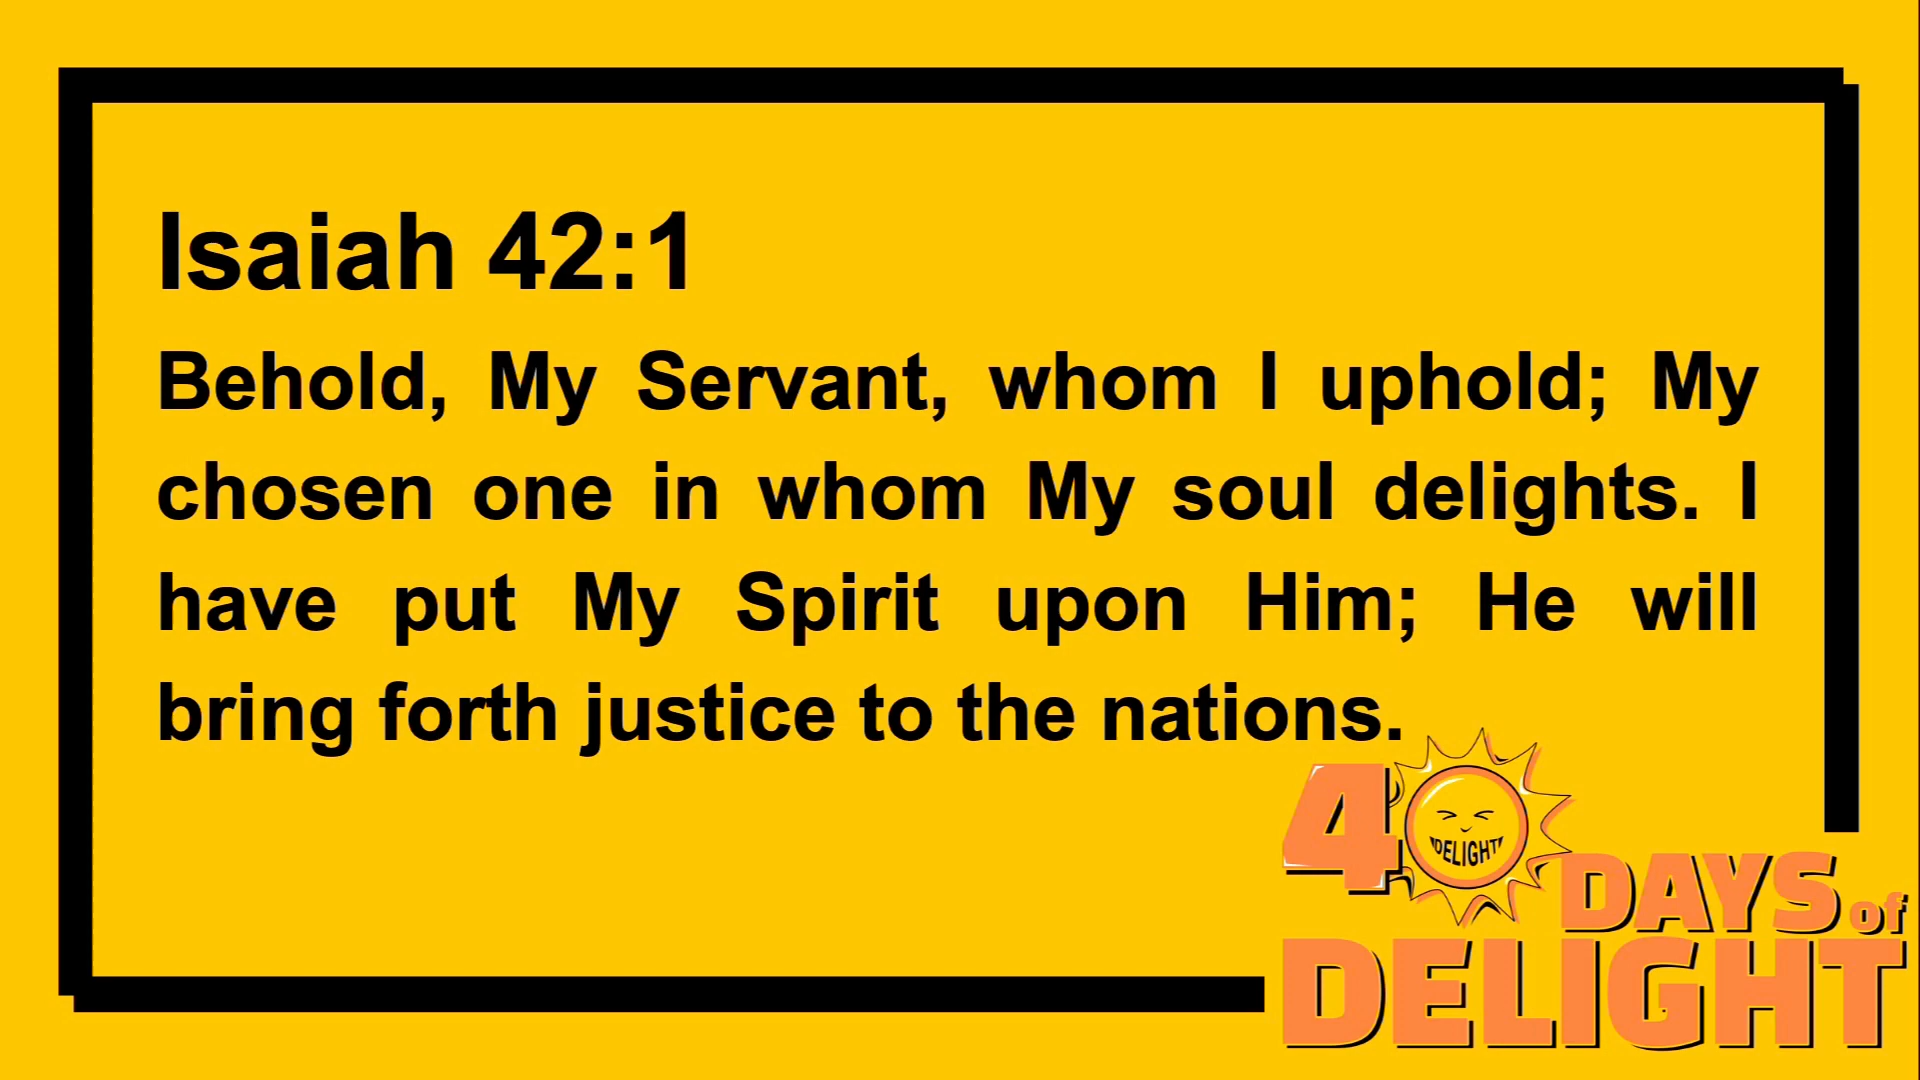 Isaiah 42:1
Behold, My Servant, whom I uphold; My
chosen one in whom My soul delights. I
have put My Spirit upon Him; He will
bring forth justice to the nations.
40 DAYS of
DELIGHT
DELIGHT